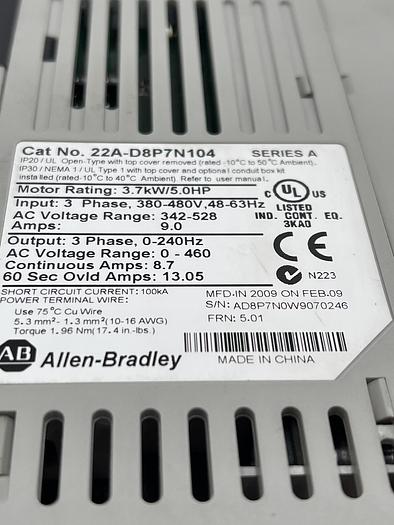 Cat No. 22A-D8P7N104 SERIES A
IP20 / UL Open-Type with top cover removed (rated -10°C to 50°C Ambient).
IP30 / NEMA 1 / UL Type 1 with top cover and optional conduit box kit
installed (rated-10°C to 40°C Ambient). Refer to user manual.
Motor Rating: 3.7kW/5.0HP
Input: 3 Phase, 380-480V,48-63Hz
AC Voltage Range: 342-528
Amps: 9.0
Output: 3 Phase, 0-240Hz
AC Voltage Range: 0 - 460
Continuous Amps: 8.7
60 Sec Ovld Amps: 13.05
c UL US
LISTED
IND. CONT. EQ.
3KA0
CE
N223
SHORT CIRCUIT CURRENT: 100kA
POWER TERMINAL WIRE:
Use 75°C Cu Wire
5.3 mm²- 1.3 mm²(10-16 AWG)
Torque 1.96 Nm(17.4 in-lbs.)
MFD.IN 2009 ON FEB.09
S/N: AD8P7N0W9070246
FRN: 5.01
AB Allen-Bradley
MADE IN CHINA